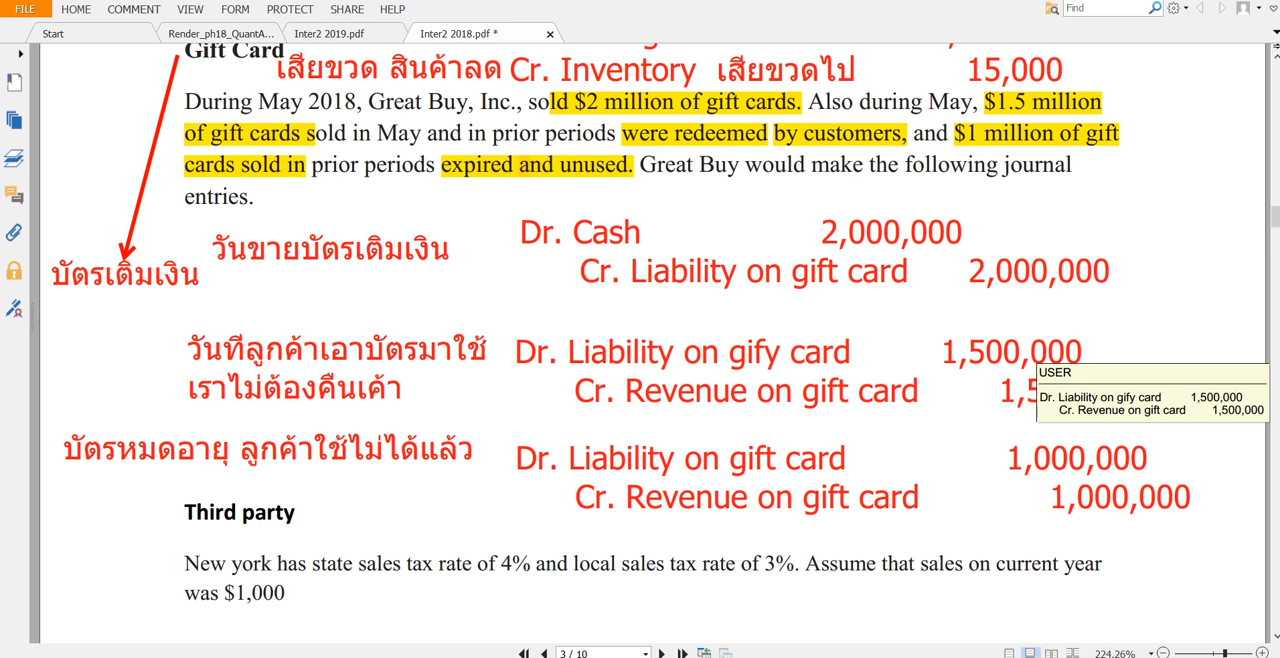 FILE HOME COMMENT VIEW FORM PROTECT SHARE HELP Find
Start Render_ph18_QuantA... Inter2 2019.pdf Inter2 2018.pdf *
Gift Card
เสียขวด สินค้าลด Cr. Inventory เสียขวดไป 15,000
During May 2018, Great Buy, Inc., sold $2 million of gift cards. Also during May, $1.5 million
of gift cards sold in May and in prior periods were redeemed by customers, and $1 million of gift
cards sold in prior periods expired and unused. Great Buy would make the following journal
entries.
วันขายบัตรเติมเงิน Dr. Cash 2,000,000
บัตรเติมเงิน Cr. Liability on gift card 2,000,000
วันทีลูกค้าเอาบัตรมาใช้ Dr. Liability on gify card 1,500,000
เราไม่ต้องคืนเค้า Cr. Revenue on gift card 1,5
USER
Dr. Liability on gify card 1,500,000
Cr. Revenue on gift card 1,500,000
บัตรหมดอายุ ลูกค้าใช้ไม่ได้แล้ว Dr. Liability on gift card 1,000,000
Cr. Revenue on gift card 1,000,000
Third party
New york has state sales tax rate of 4% and local sales tax rate of 3%. Assume that sales on current year
was $1,000
3 / 10 224.26%